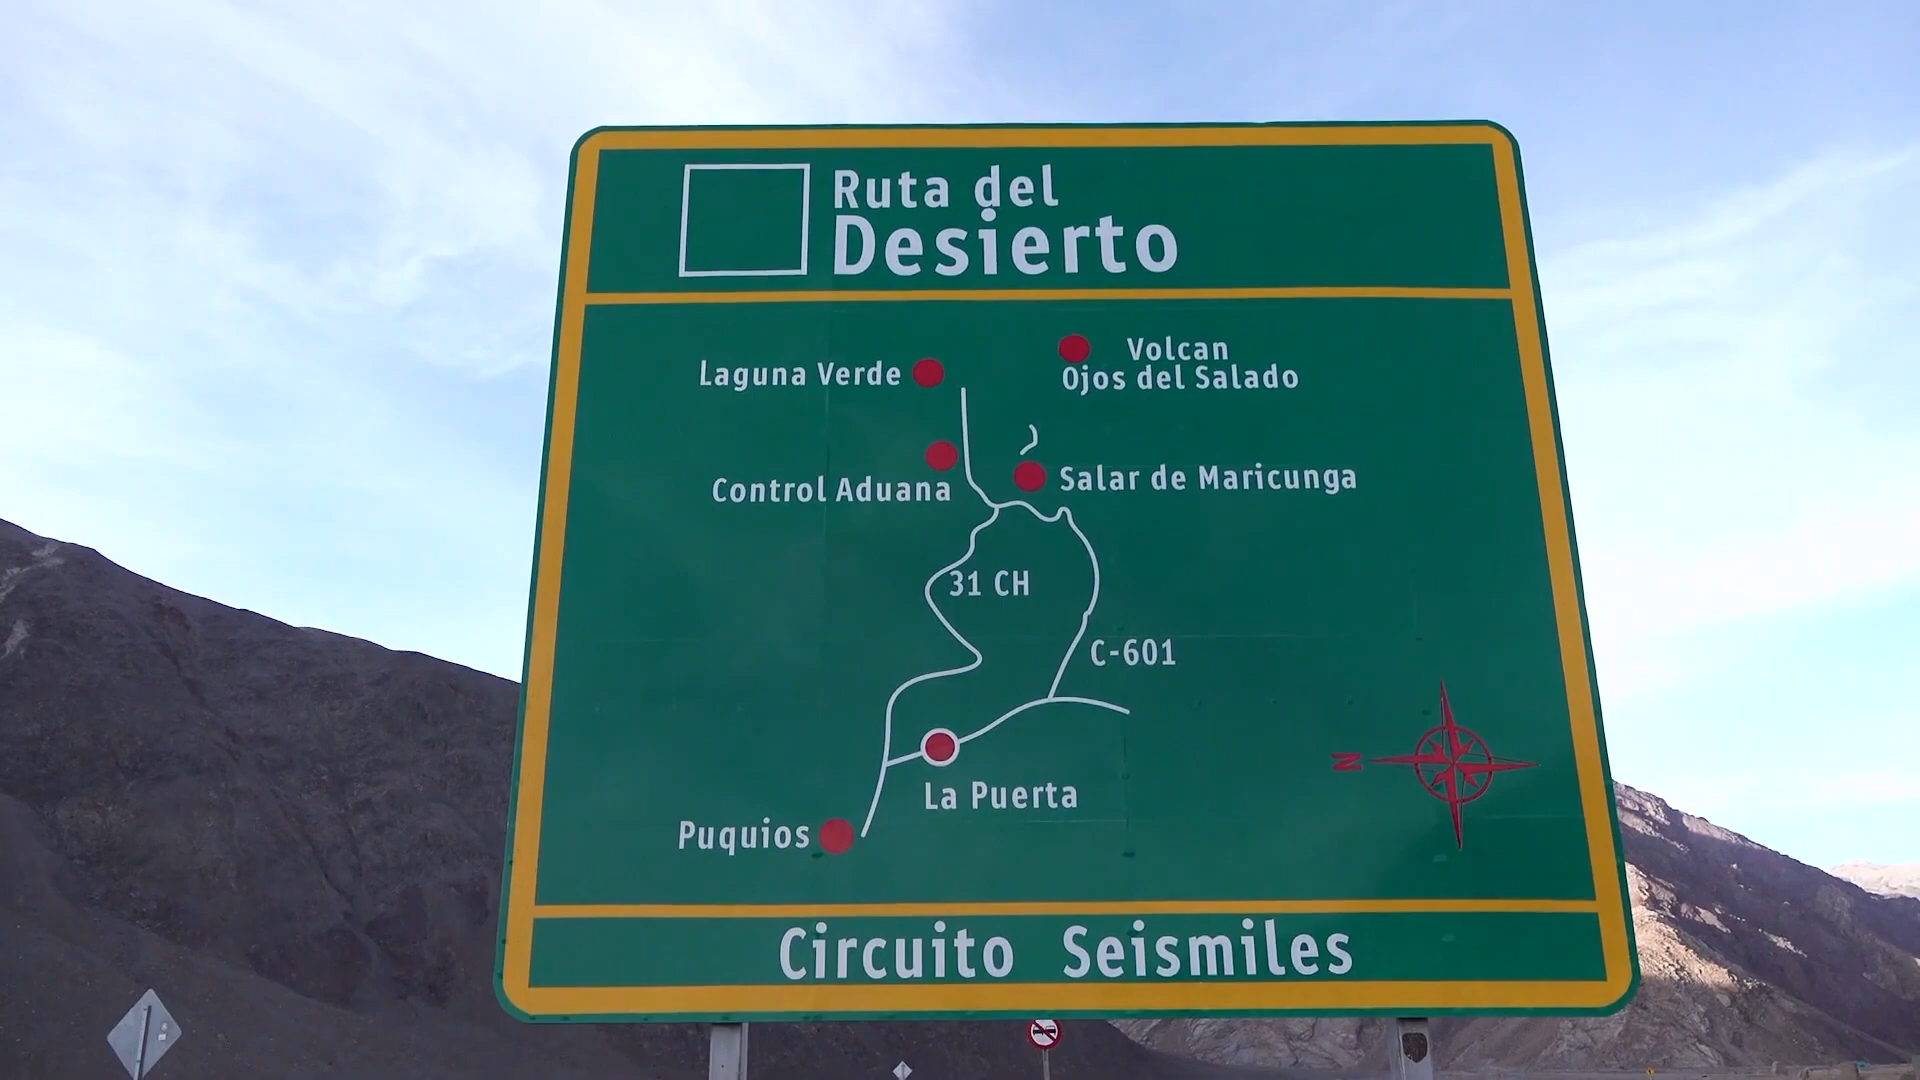 Ruta del
Desierto
Laguna Verde
Volcan
Ojos del Salado
Control Aduana
Salar de Maricunga
31 CH
C-601
N
La Puerta
Puquios
Circuito Seismiles